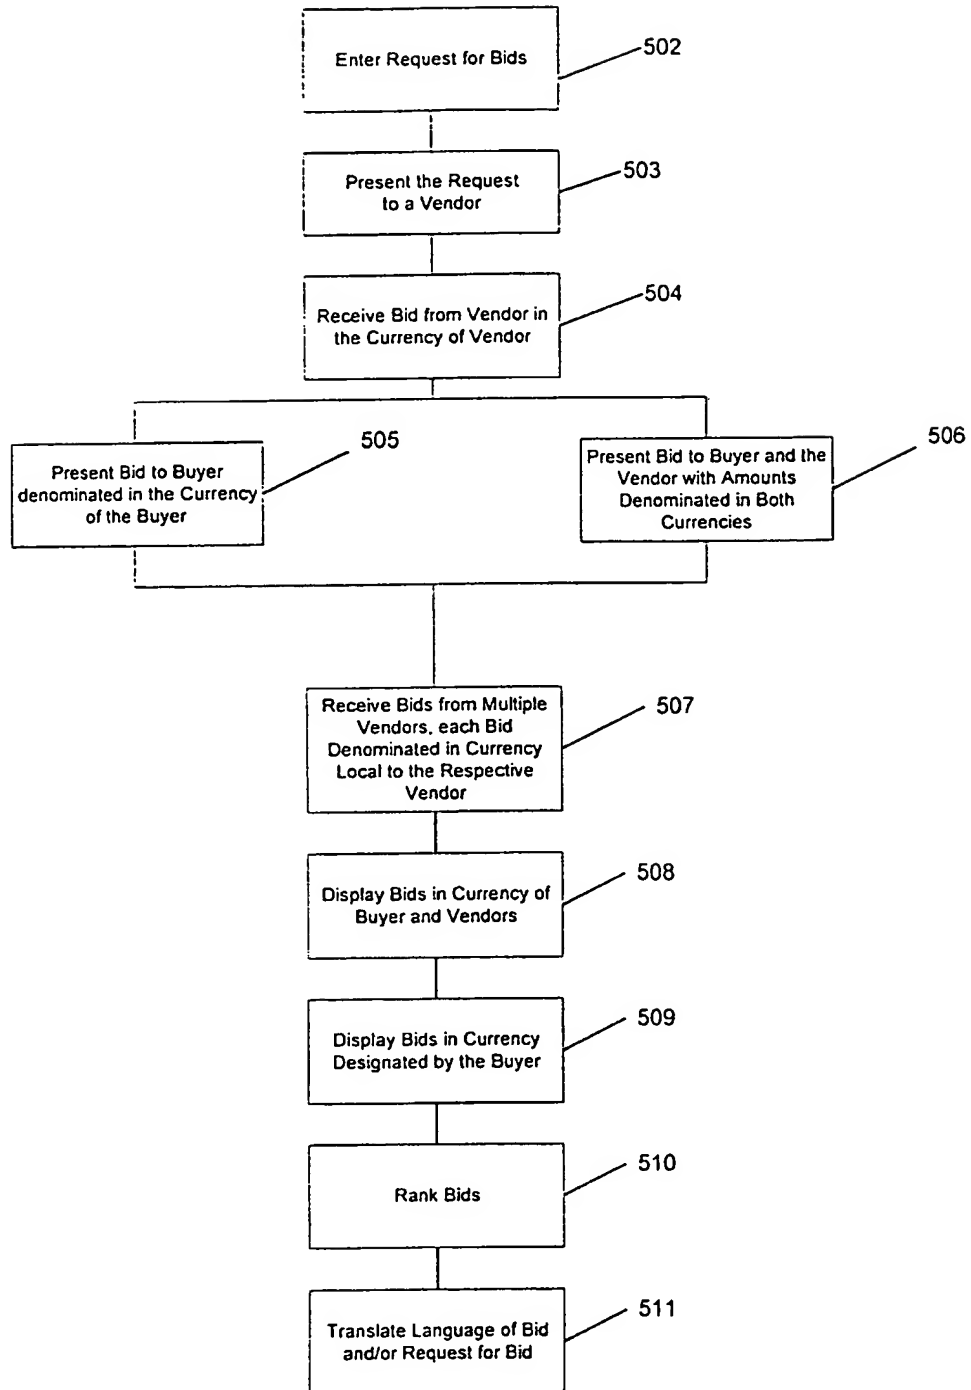 Enter Request for Bids
502
Present the Request
to a Vendor
503
Receive Bid from Vendor in
the Currency of Vendor
504
Present Bid to Buyer
denominated in the Currency
of the Buyer
505
Present Bid to Buyer and the
Vendor with Amounts
Denominated in Both
Currencies
506
Receive Bids from Multiple
Vendors, each Bid
Denominated in Currency
Local to the Respective
Vendor
507
Display Bids in Currency of
Buyer and Vendors
508
Display Bids in Currency
Designated by the Buyer
509
Rank Bids
510
Translate Language of Bid
and/or Request for Bid
511